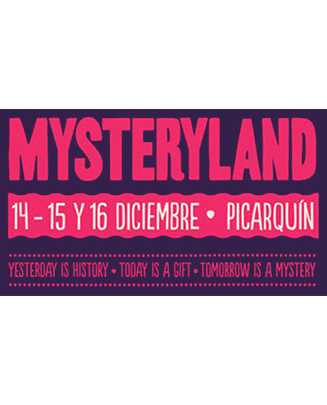 MYSTERYLAND
14 - 15 Y 16 DICIEMBRE • PICARQUÍN
YESTERDAY IS HISTORY • TODAY IS A GIFT • TOMORROW IS A MYSTERY